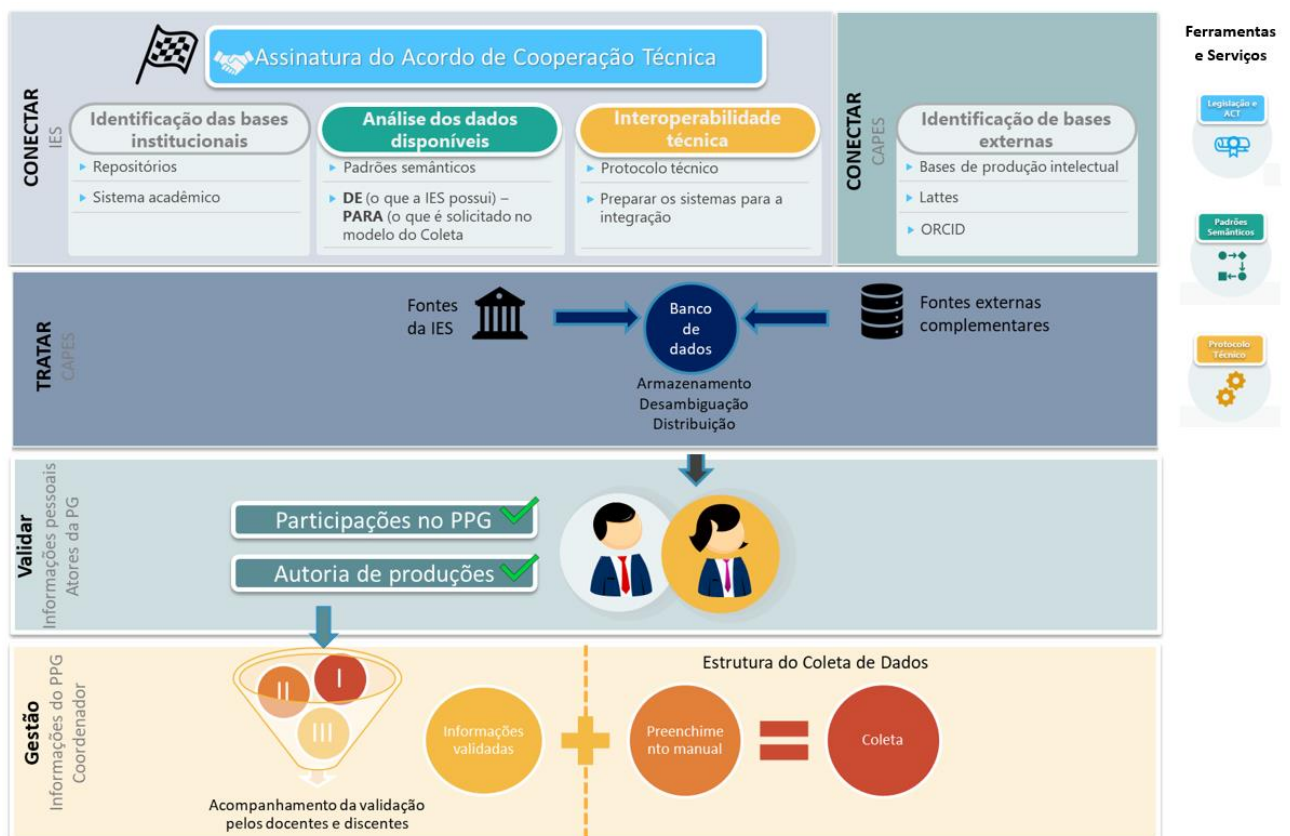 Assinatura do Acordo de Cooperação Técnica
CONECTAR
IES
Identificação das bases
institucionais
Repositórios
Sistema acadêmico
Análise dos dados
disponíveis
Padrões semânticos
DE (o que a IES possui) –
PARA (o que é solicitado no
modelo do Coleta
Interoperabilidade
técnica
Protocolo técnico
Preparar os sistemas para a
integração
CONECTAR
CAPES
Identificação de bases
externas
Bases de produção intelectual
Lattes
ORCID
Ferramentas
e Serviços
Legislação e
ACT
Padrões
Semânticos
Protocolo
Técnico
TRATAR
CAPES
Fontes
da IES
Banco
de
dados
Fontes externas
complementares
Armazenamento
Desambiguação
Distribuição
Validar
Informações pessoais
Atores da PG
Participações no PPG
Autoria de produções
Gestão
Informações do PPG
Coordenador
I
II
III
Acompanhamento da validação
pelos docentes e discentes
Estrutura do Coleta de Dados
Informações
validadas
Preenchime
nto manual
Coleta